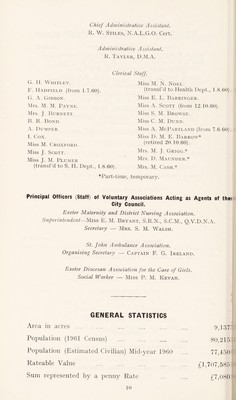 Chief Administrative Assistant.
R. W. STILES, N.A.L.G.O. Cert.
Administrative Assistant.
R. TAYLER, D.M.A.
Clerical Staff.
G. H. WHITLEY.
F. HADFIELD (from 1.7.60).
G. A. GIBSON.
Mrs. M. M. PAYNE.
Mrs. J. BURNETT.
B. R. BOND.
A. DUMPER
I. COX.
Miss M. CROXFORD.
Miss J. SCOTT.
Miss J. M. PLUMER
(transf'd to S. H. Dept., 1.8.60).
Miss M. N. NOEL
(transf'd to Health Dept., 1.8.60)
Miss E. L. BARRINGER.
Miss A. SCOTT (from 12.10.60).
Miss S. M. BROWNE.
Miss C. M. DUNN.
Miss A. MCPARTLAND (from 7.6.60)
Miss D. M. E. BARROW*
(retired 20.10.60).
Mrs. M. J. GRIGG.*
Mrs. D. MAUNDER.*
Mrs. M. CASH.*
*Part-time, temporary.
Principal Officers (Staff) of Voluntary Associations Acting as Agents of the
City Council.
Exeter Maternity and District Nursing Association.
Superintendent—Miss E. M. BRYANT, S.R.N., S.C.M., Q.V.D.N.A.
Secretary — MRS. S. M. WALSH.
St. John Ambulance Association.
Organising Secretary — CAPTAIN F. G. IRELAND.
Exeter Diocesan Association for the Care of Girls.
Social Worker — MISS P. M. KEVAN.
GENERAL STATISTICS
Area in acres 9,137
Population (1961 Census) 80,215
Population (Estimated Civilian) Mid-year 1960 77,450
Rateable Value £1,707,585
Sum represented by a penny Rate £7,080
10